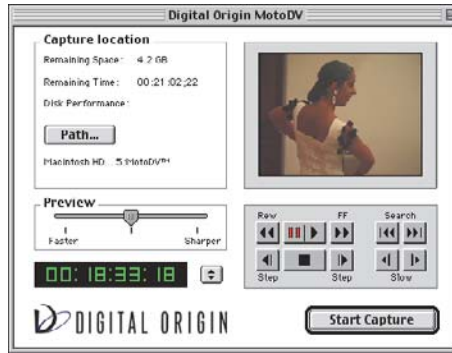 Digital Origin MotoDV
Capture location
Remaining Space: 4.2 GB
Remaining Time: 00:21:02;22
Disk Performance:
Path...
Macintosh HD...5:MotoDV™
Preview
Faster
Sharper
00:18:33:18
Rew
FF
Search
Step
Step
Slow
DIGITAL ORIGIN
Start Capture